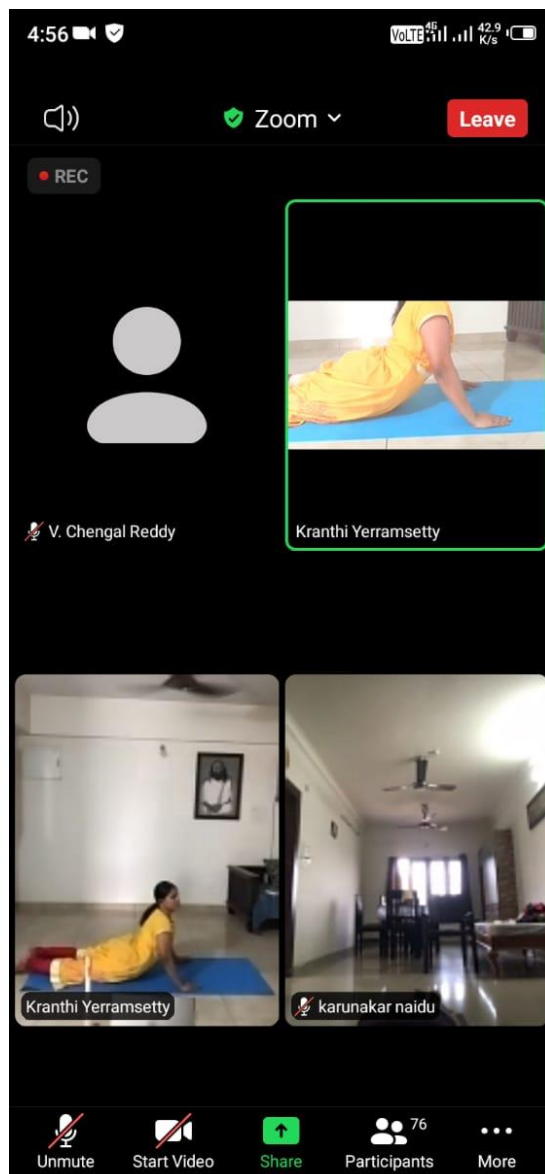 4:56
VoLTE 4G 42.9 K/s
Zoom
Leave
REC
V. Chengal Reddy
Kranthi Yerramsetty
Kranthi Yerramsetty
karunakar naidu
76
Unmute
Start Video
Share
Participants
More